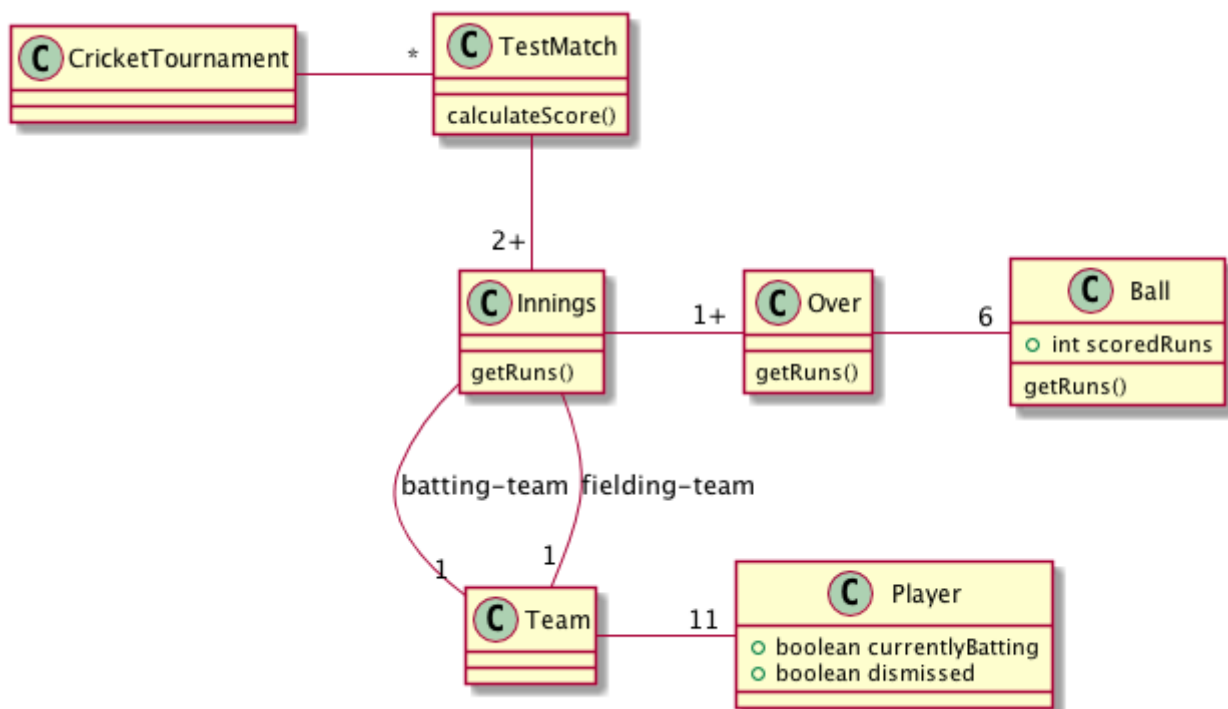 C CricketTournament
*
C TestMatch
calculateScore()
2+
C Innings
getRuns()
1+
C Over
getRuns()
6
C Ball
int scoredRuns
getRuns()
batting-team
fielding-team
1
1
C Team
11
C Player
boolean currentlyBatting
boolean dismissed